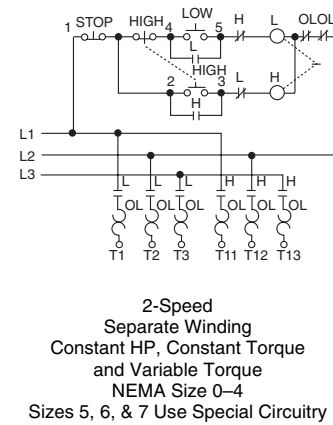 LOW
1 STOP HIGH 4 5 H L OLOL
L
HIGH
2 3 L H
H
L1
L2
L3
L L L H H H
OL OL OL OL OL OL
T1 T2 T3 T11 T12 T13
2-Speed
Separate Winding
Constant HP, Constant Torque
and Variable Torque
NEMA Size 0–4
Sizes 5, 6, & 7 Use Special Circuitry